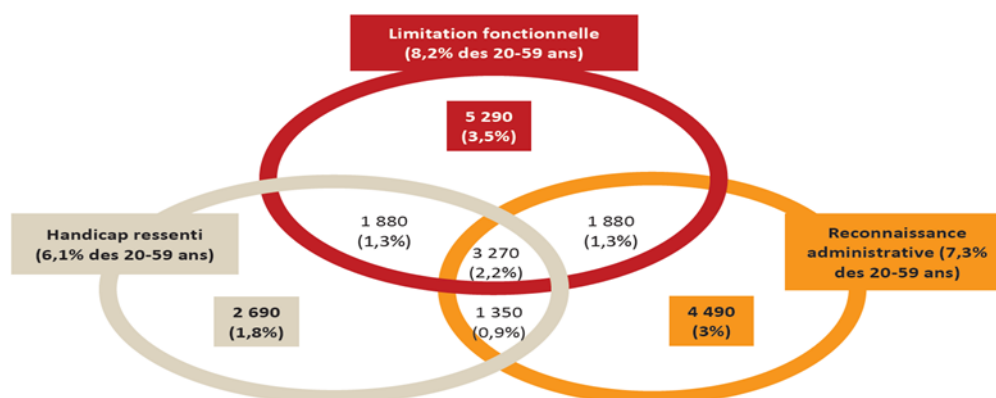 Limitation fonctionnelle
(8,2% des 20-59 ans)
5 290
(3,5%)
1 880
(1,3%)
1 880
(1,3%)
3 270
(2,2%)
Handicap ressenti
(6,1% des 20-59 ans)
Reconnaissance
administrative (7,3%
des 20-59 ans)
2 690
(1,8%)
1 350
(0,9%)
4 490
(3%)